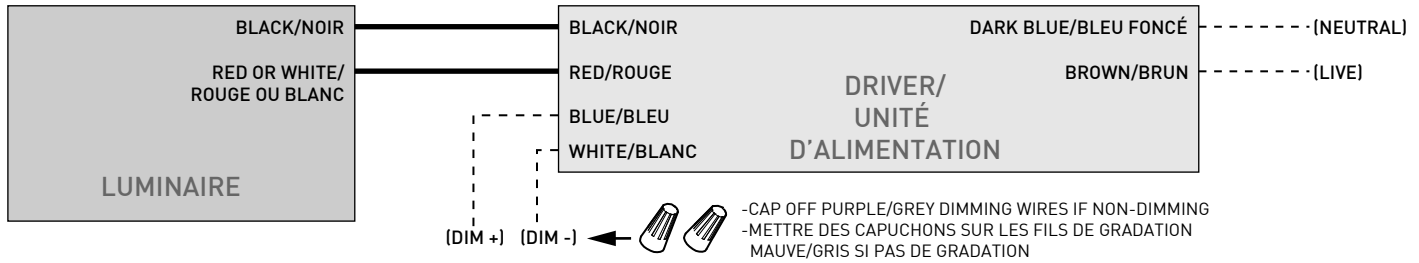 BLACK/NOIR
RED OR WHITE/
ROUGE OU BLANC
LUMINAIRE
BLACK/NOIR
RED/ROUGE
BLUE/BLEU
WHITE/BLANC
DRIVER/
UNITÉ
D'ALIMENTATION
DARK BLUE/BLEU FONCÉ
BROWN/BRUN
(NEUTRAL)
(LIVE)
(DIM +) (DIM -)
-CAP OFF PURPLE/GREY DIMMING WIRES IF NON-DIMMING
-METTRE DES CAPUCHONS SUR LES FILS DE GRADATION
MAUVE/GRIS SI PAS DE GRADATION